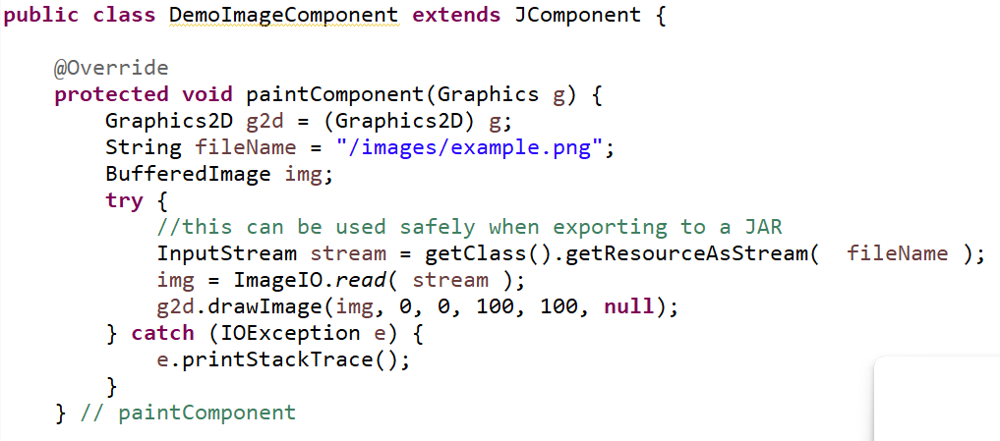 public class DemoImageComponent extends JComponent {
@Override
protected void paintComponent(Graphics g) {
Graphics2D g2d = (Graphics2D) g;
String fileName = "/images/example.png";
BufferedImage img;
try {
//this can be used safely when exporting to a JAR
InputStream stream = getClass().getResourceAsStream(  fileName );
img = ImageIO.read( stream );
g2d.drawImage(img, 0, 0, 100, 100, null);
} catch (IOException e) {
e.printStackTrace();
}
} // paintComponent